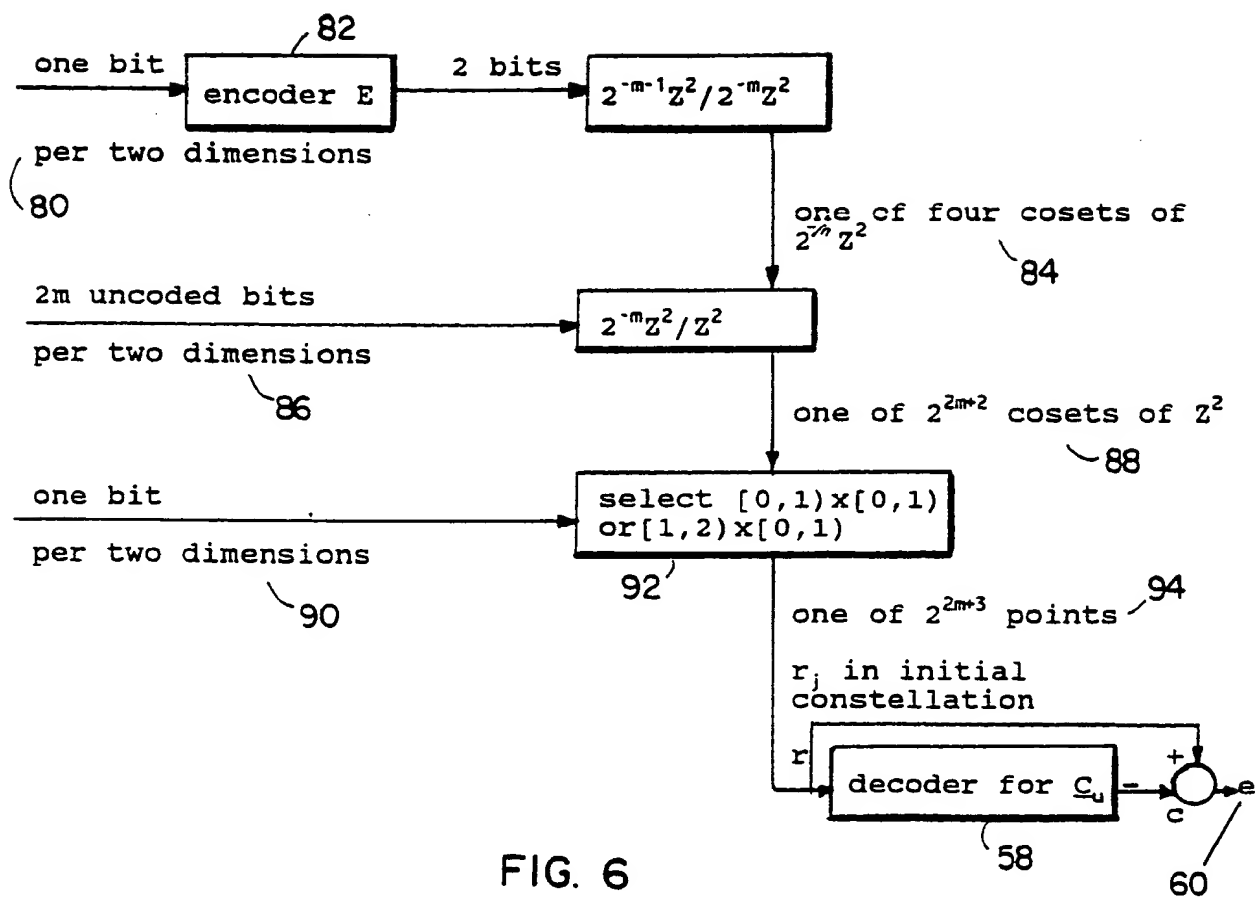 82
one bit
encoder E
2 bits
2^{-m-1}Z^2/2^{-m}Z^2
per two dimensions
80
one of four cosets of
2^{-m}Z^2
84
2m uncoded bits
2^{-m}Z^2/Z^2
per two dimensions
86
one of 2^{2m+2} cosets of Z^2
88
one bit
select [0,1)x[0,1)
or[1,2)x[0,1)
per two dimensions
90
92
94
one of 2^{2m+3} points
r_j in initial
constellation
r
+
decoder for C_u
-
c
e
58
60
FIG. 6